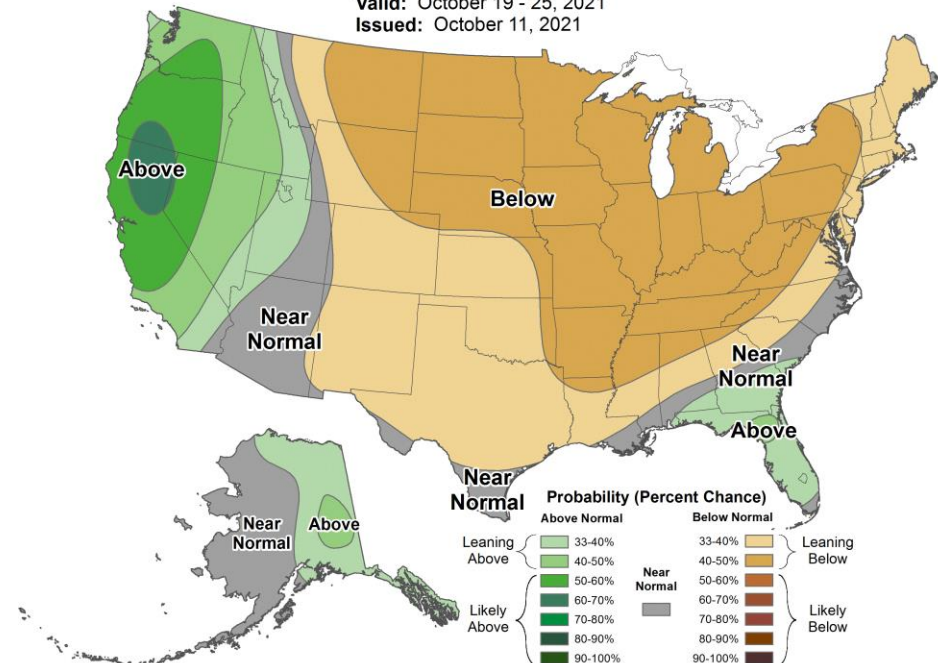 Valid: October 19 - 25, 2021
Issued: October 11, 2021
Above
Below
Near
Normal
Near
Normal
Above
Near
Normal
Near
Normal
Above
Probability (Percent Chance)
Above Normal
Below Normal
Leaning
Above
33-40%
40-50%
50-60%
60-70%
70-80%
80-90%
90-100%
Likely
Above
Near
Normal
33-40%
40-50%
50-60%
60-70%
70-80%
80-90%
90-100%
Leaning
Below
Likely
Below